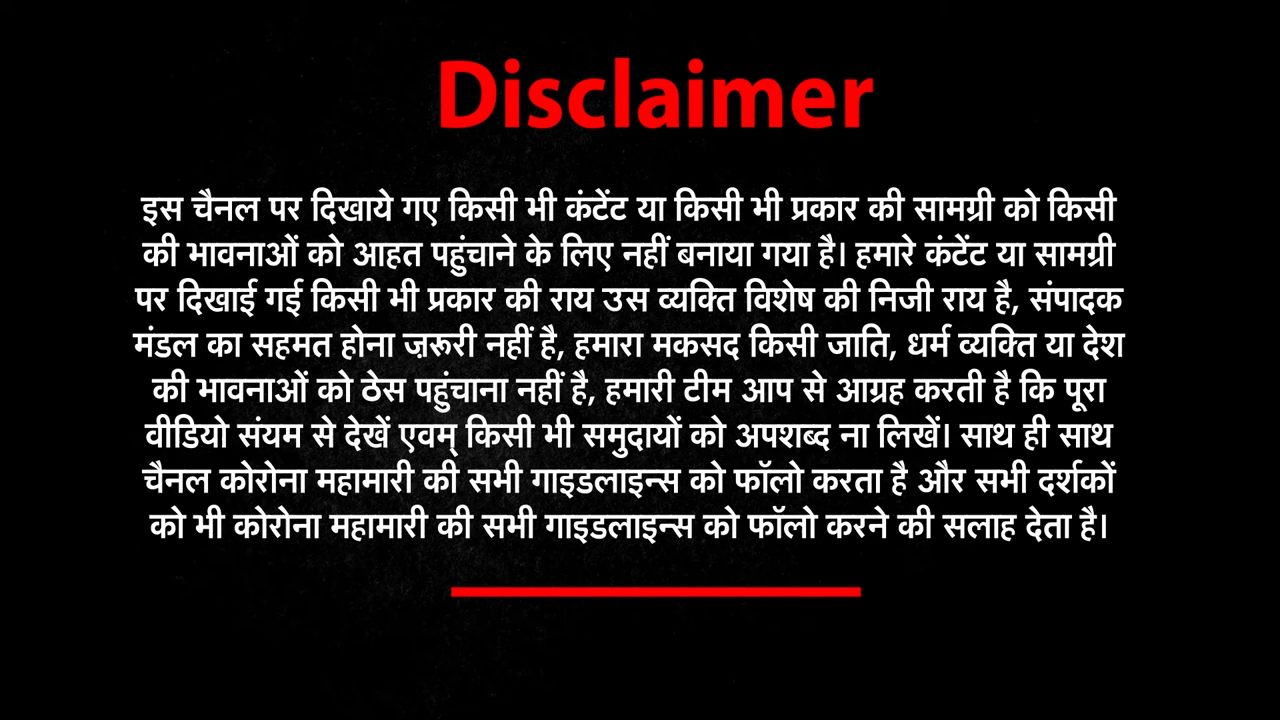 Disclaimer
इस चैनल पर दिखाये गए किसी भी कंटेंट या किसी भी प्रकार की सामग्री को किसी
की भावनाओं को आहत पहुंचाने के लिए नहीं बनाया गया है। हमारे कंटेंट या सामग्री
पर दिखाई गई किसी भी प्रकार की राय उस व्यक्ति विशेष की निजी राय है, संपादक
मंडल का सहमत होना ज़रूरी नहीं है, हमारा मकसद किसी जाति, धर्म व्यक्ति या देश
की भावनाओं को ठेस पहुंचाना नहीं है, हमारी टीम आप से आग्रह करती है कि पूरा
वीडियो संयम से देखें एवम् किसी भी समुदायों को अपशब्द ना लिखें। साथ ही साथ
चैनल कोरोना महामारी की सभी गाइडलाइन्स को फॉलो करता है और सभी दर्शकों
को भी कोरोना महामारी की सभी गाइडलाइन्स को फॉलो करने की सलाह देता है।